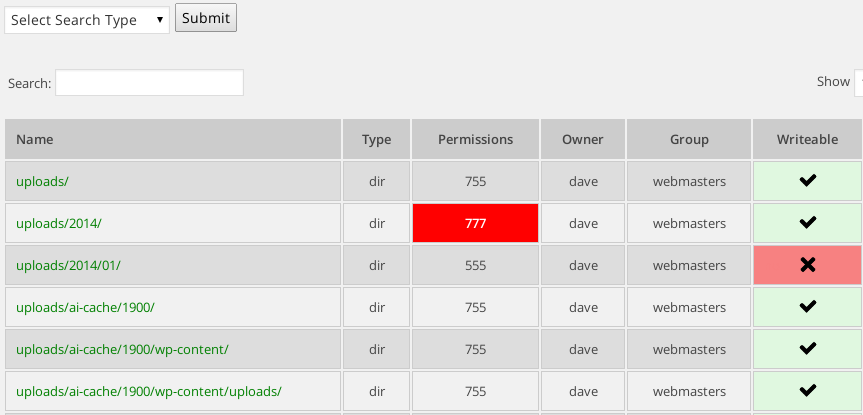 Select Search Type Submit
Search: Show
Name Type Permissions Owner Group Writeable
uploads/ dir 755 dave webmasters
uploads/2014/ dir 777 dave webmasters
uploads/2014/01/ dir 555 dave webmasters
uploads/ai-cache/1900/ dir 755 dave webmasters
uploads/ai-cache/1900/wp-content/ dir 755 dave webmasters
uploads/ai-cache/1900/wp-content/uploads/ dir 755 dave webmasters